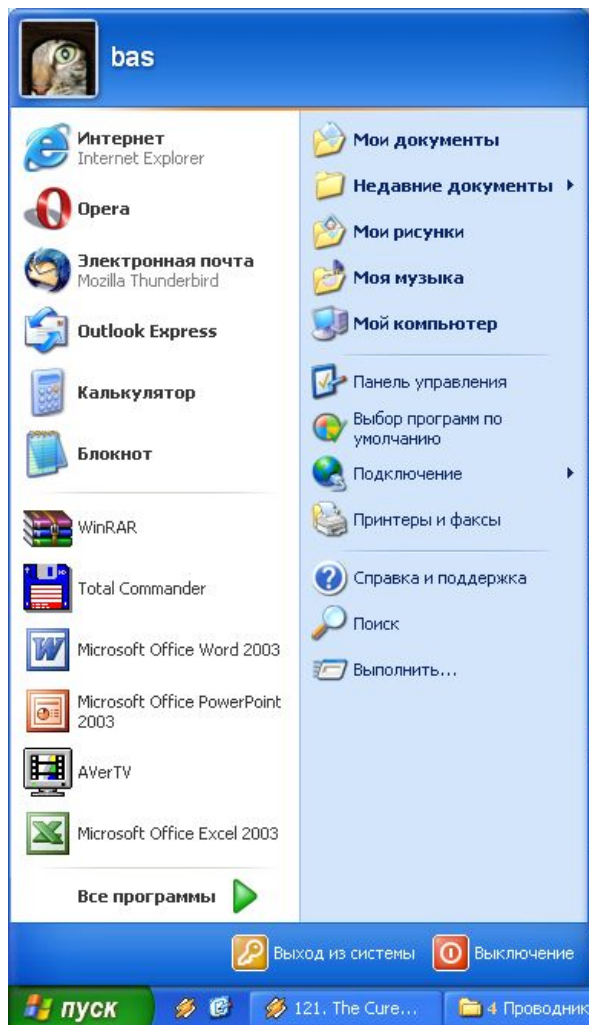 bas
Интернет
Internet Explorer
Opera
Электронная почта
Mozilla Thunderbird
Outlook Express
Калькулятор
Блокнот
WinRAR
Total Commander
Microsoft Office Word 2003
Microsoft Office PowerPoint
2003
AVerTV
Microsoft Office Excel 2003
Все программы
Мои документы
Недавние документы
Мои рисунки
Моя музыка
Мой компьютер
Панель управления
Выбор программ по
умолчанию
Подключение
Принтеры и факсы
Справка и поддержка
Поиск
Выполнить...
Выход из системы
Выключение
пуск
121. The Cure...
4 Проводник